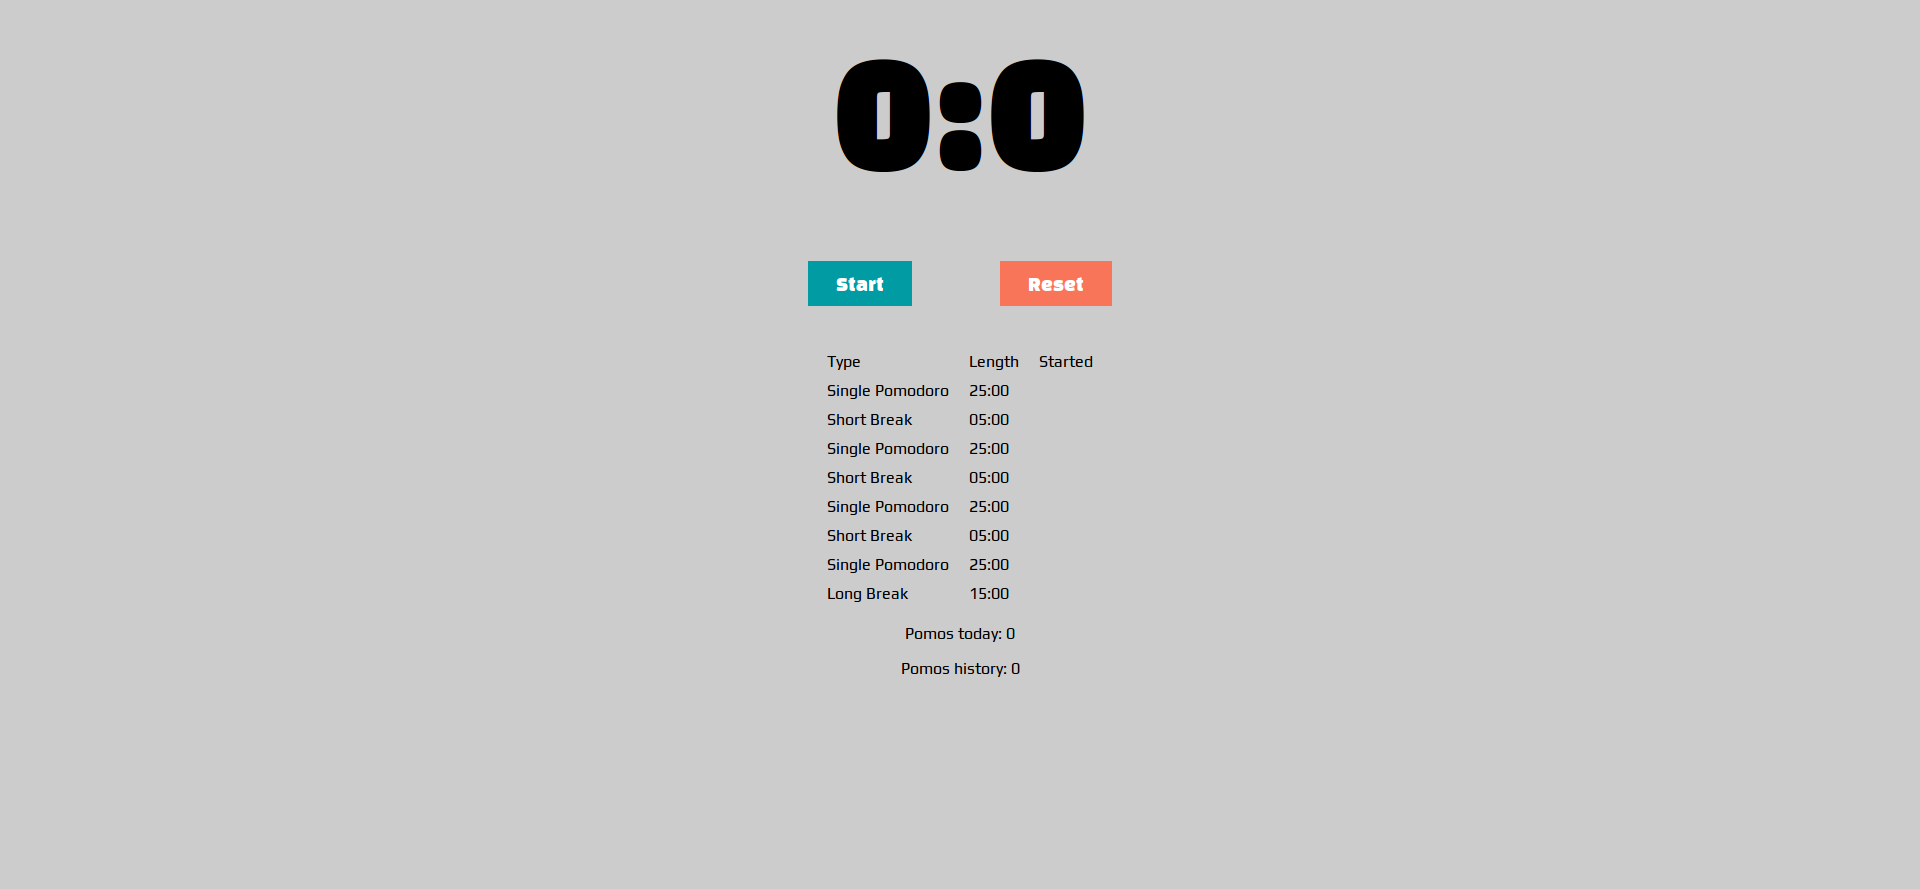 0:0
Start Reset
Type Length Started
Single Pomodoro 25:00
Short Break 05:00
Single Pomodoro 25:00
Short Break 05:00
Single Pomodoro 25:00
Short Break 05:00
Single Pomodoro 25:00
Long Break 15:00
Pomos today: 0
Pomos history: 0